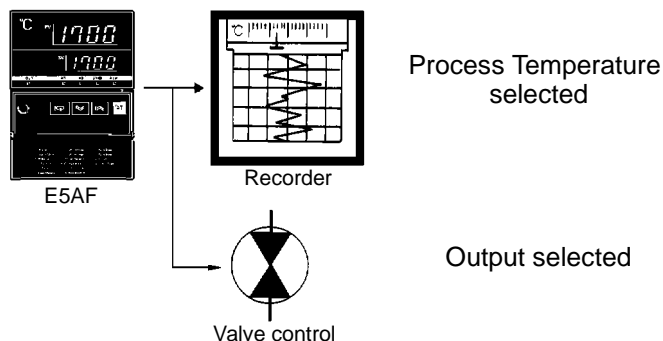 °C
1700
1700
E5AF
°C
Recorder
Process Temperature
selected
Valve control
Output selected